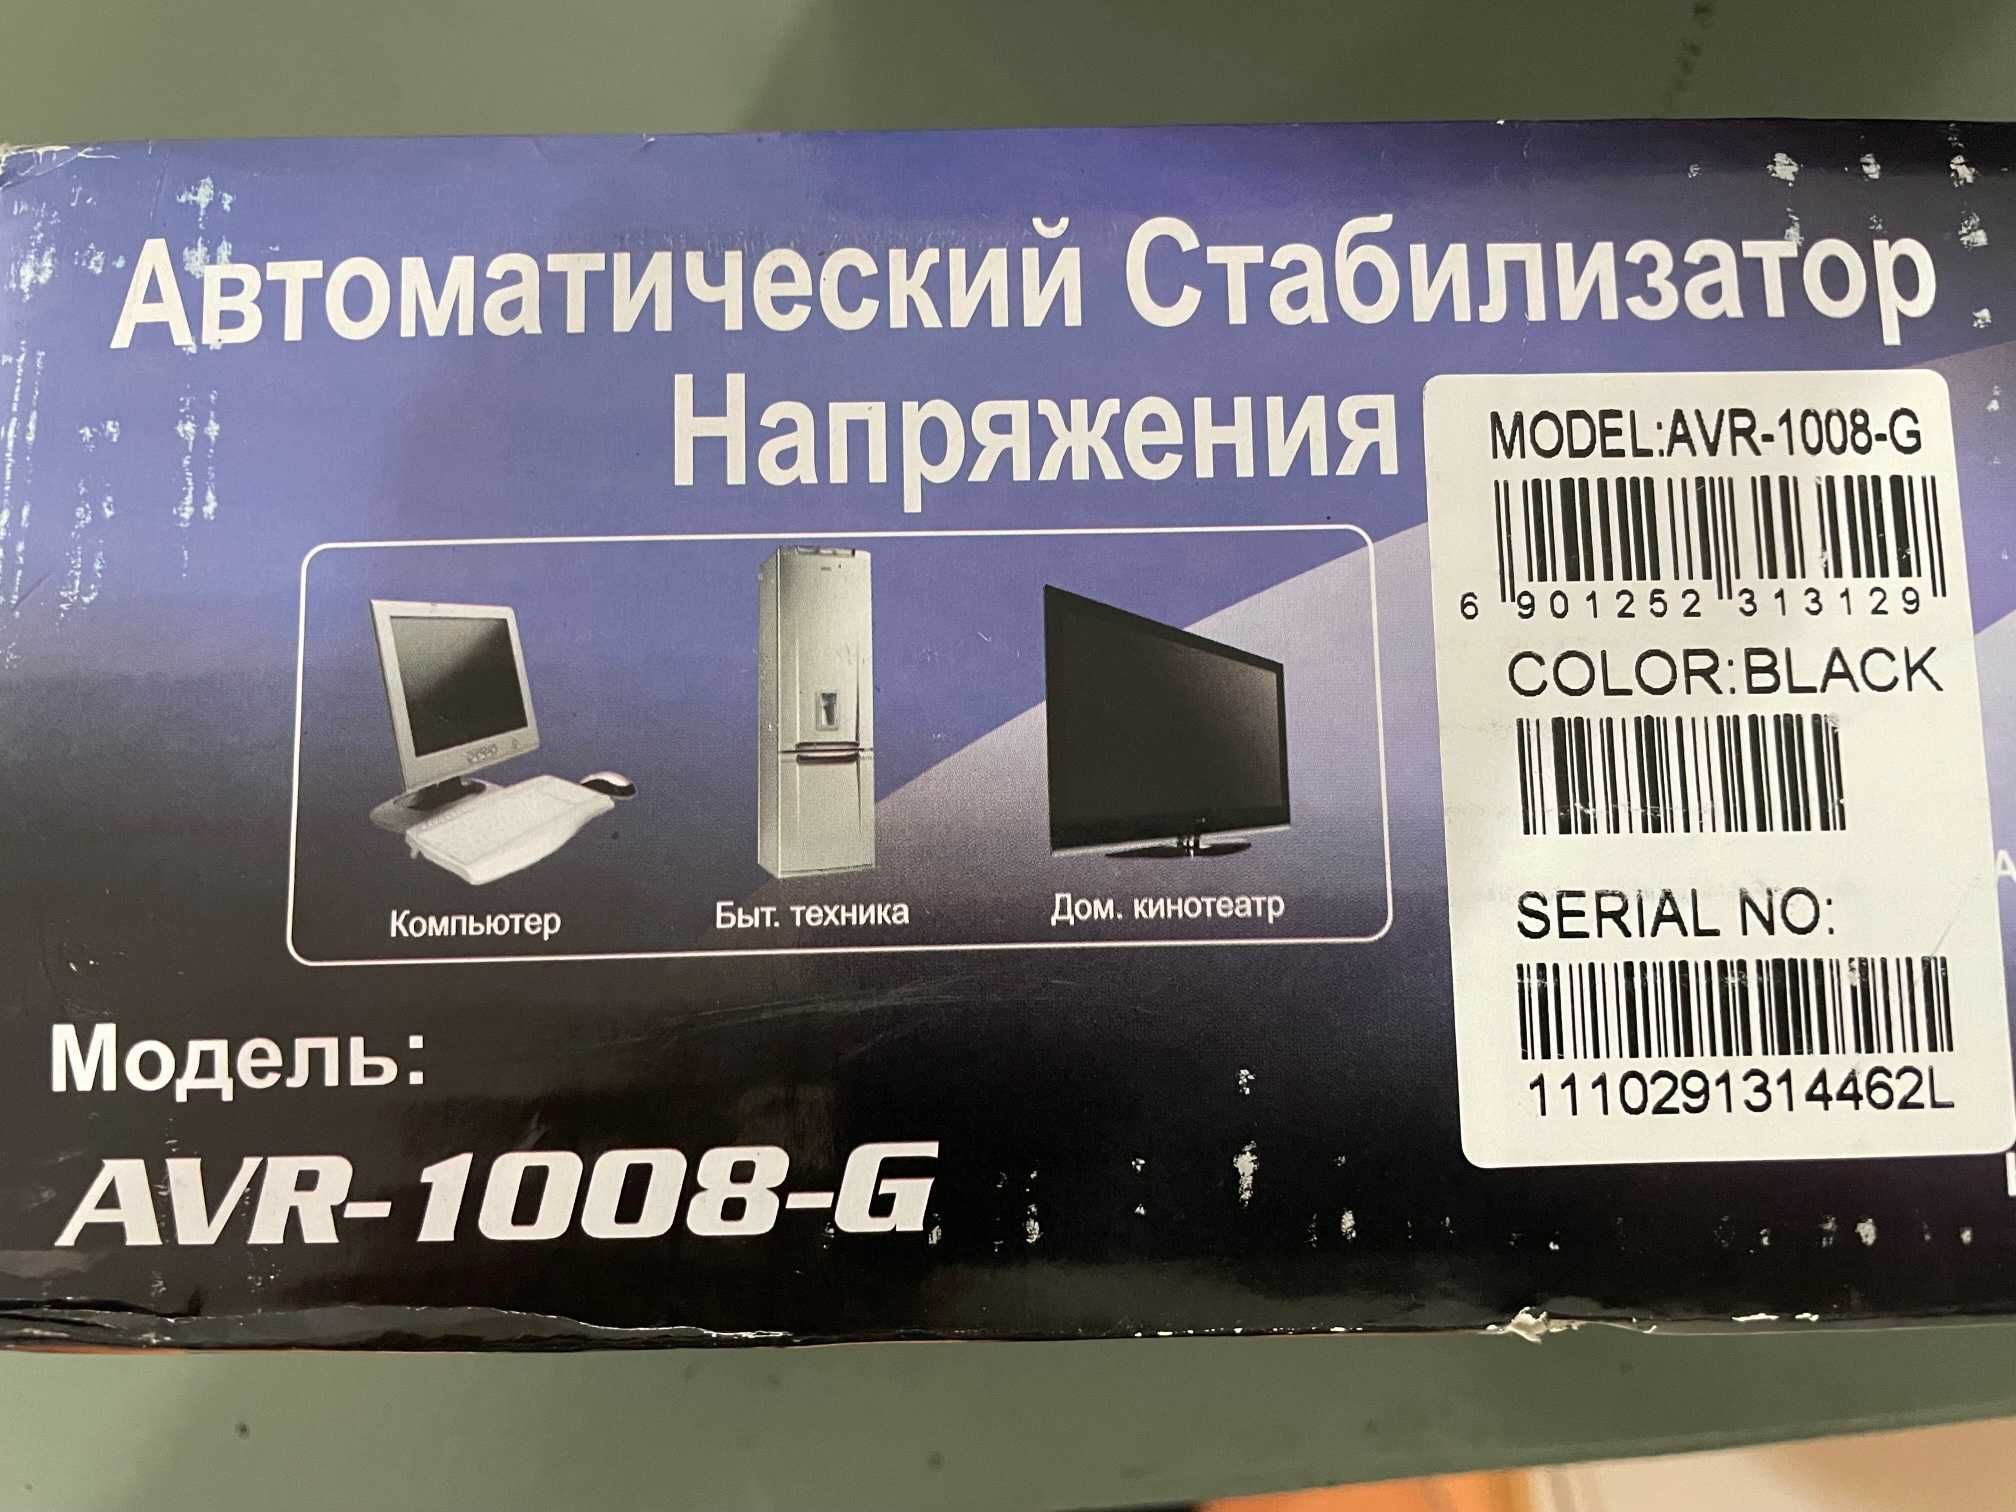 Автоматический Стабилизатор
Напряжения
Компьютер
Быт. техника
Дом. кинотеатр
Модель:
AVR-1008-G
MODEL:AVR-1008-G
6 901252 313129
COLOR:BLACK
SERIAL NO:
1110291314462L